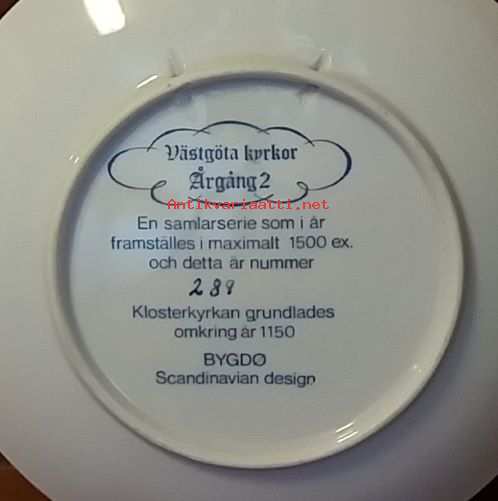 Västgöta kyrkor
Årgång 2
Antikvariaatti.net
En samlarserie som i år
framställes i maximalt 1500 ex.
och detta är nummer
289
Klosterkyrkan grundlades
omkring år 1150
BYGDØ
Scandinavian design